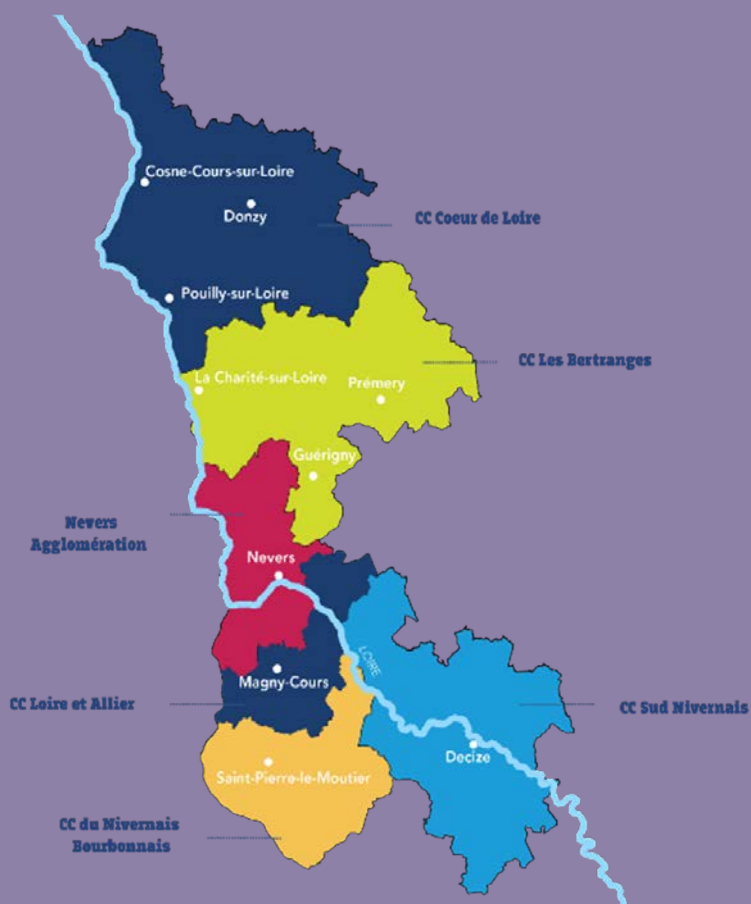 Cosne-Cours-sur-Loire
Donzy
CC Coeur de Loire
Pouilly-sur-Loire
CC Les Bertranges
La Charité-sur-Loire
Prémery
Guérigny
Nevers
Agglomération
Nevers
LOIRE
Magny-Cours
CC Loire et Allier
CC Sud Nivernais
Decize
Saint-Pierre-le-Moutier
CC du Nivernais
Bourbonnais